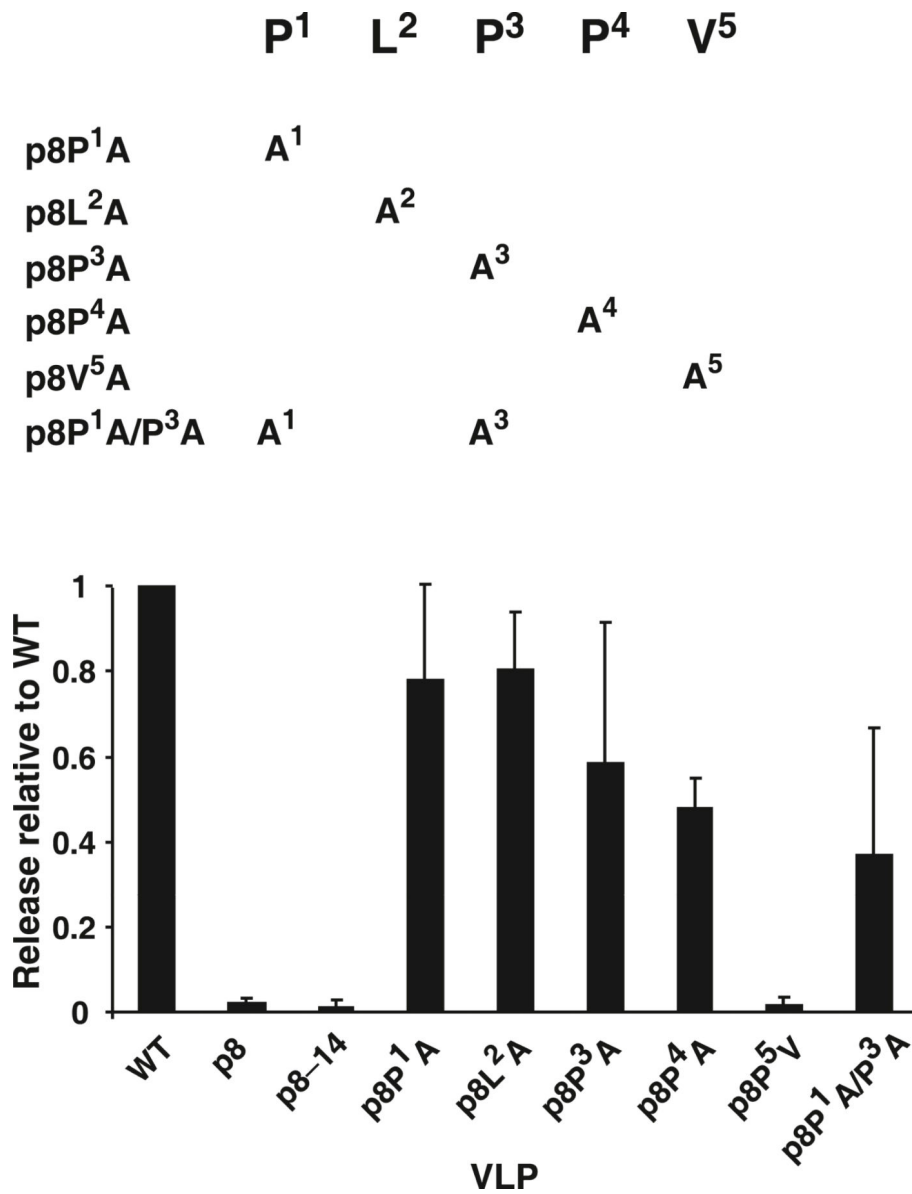 P¹ L² P³ P⁴ V⁵
p8P¹A A¹
p8L²A A²
p8P³A A³
p8P⁴A A⁴
p8V⁵A A⁵
p8P¹A/P³A A¹ A³
Release relative to WT
1
0.8
0.6
0.4
0.2
0
WT p8 p8–14 p8P¹A p8L²A p8P³A p8P⁴A p8P⁵V p8P¹A/P³A
VLP